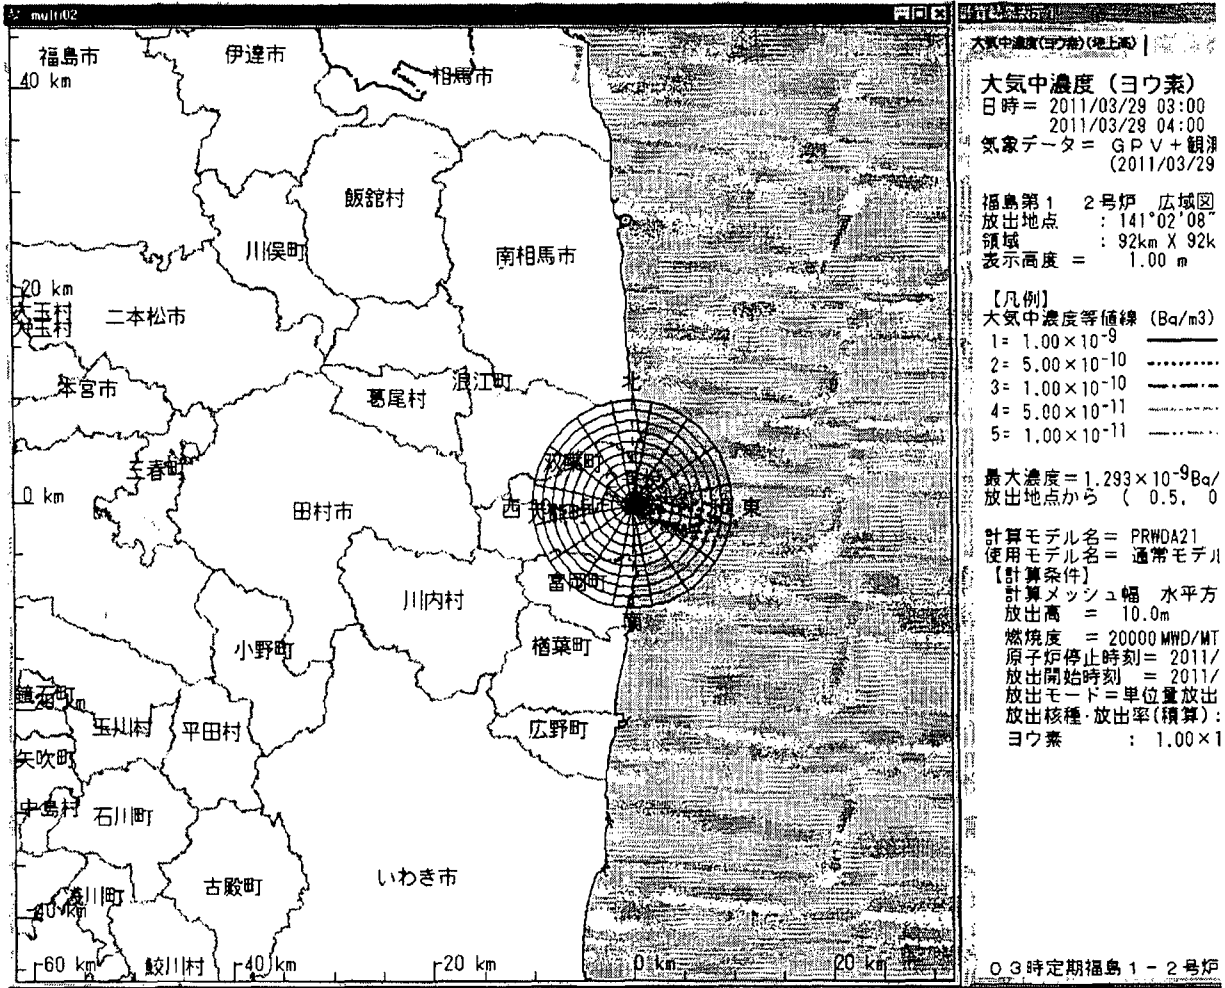 multi02
福島市
伊達市
相馬市
40 km
飯舘村
川俣町
南相馬市
20 km
大玉村
二本松市
本宮市
葛尾村
浪江町
北
三春町
双葉町
0 km
田村市
西
東
富岡町
川内村
小野町
楢葉町
南
鏡石町
玉川村
平田村
広野町
矢吹町
中島村
石川町
いわき市
古殿町
浅川町
鮫川村
-60 km
-40 km
-20 km
0 km
20 km
大気中濃度(ヨウ素)(地上高)
大気中濃度（ヨウ素）
日時＝ 2011/03/29 03:00
2011/03/29 04:00
気象データ＝ ＧＰＶ＋観測
(2011/03/29
福島第１ ２号炉 広域図
放出地点 : 141°02'08"
領域 : 92km X 92k
表示高度 ＝ 1.00 m
【凡例】
大気中濃度等値線 (Bq/m3)
1= 1.00×10⁻⁹
2= 5.00×10⁻¹⁰
3= 1.00×10⁻¹⁰
4= 5.00×10⁻¹¹
5= 1.00×10⁻¹¹
最大濃度＝1.293×10⁻⁹Bq/
放出地点から ( 0.5, 0
計算モデル名＝ PRWDA21
使用モデル名＝ 通常モデル
【計算条件】
計算メッシュ幅 水平方
放出高 ＝ 10.0m
燃焼度 ＝20000MWD/MT
原子炉停止時刻＝ 2011/
放出開始時刻 ＝ 2011/
放出モード＝単位量放出
放出核種・放出率(積算):
ヨウ素 : 1.00×1
０３時定期福島１－２号炉